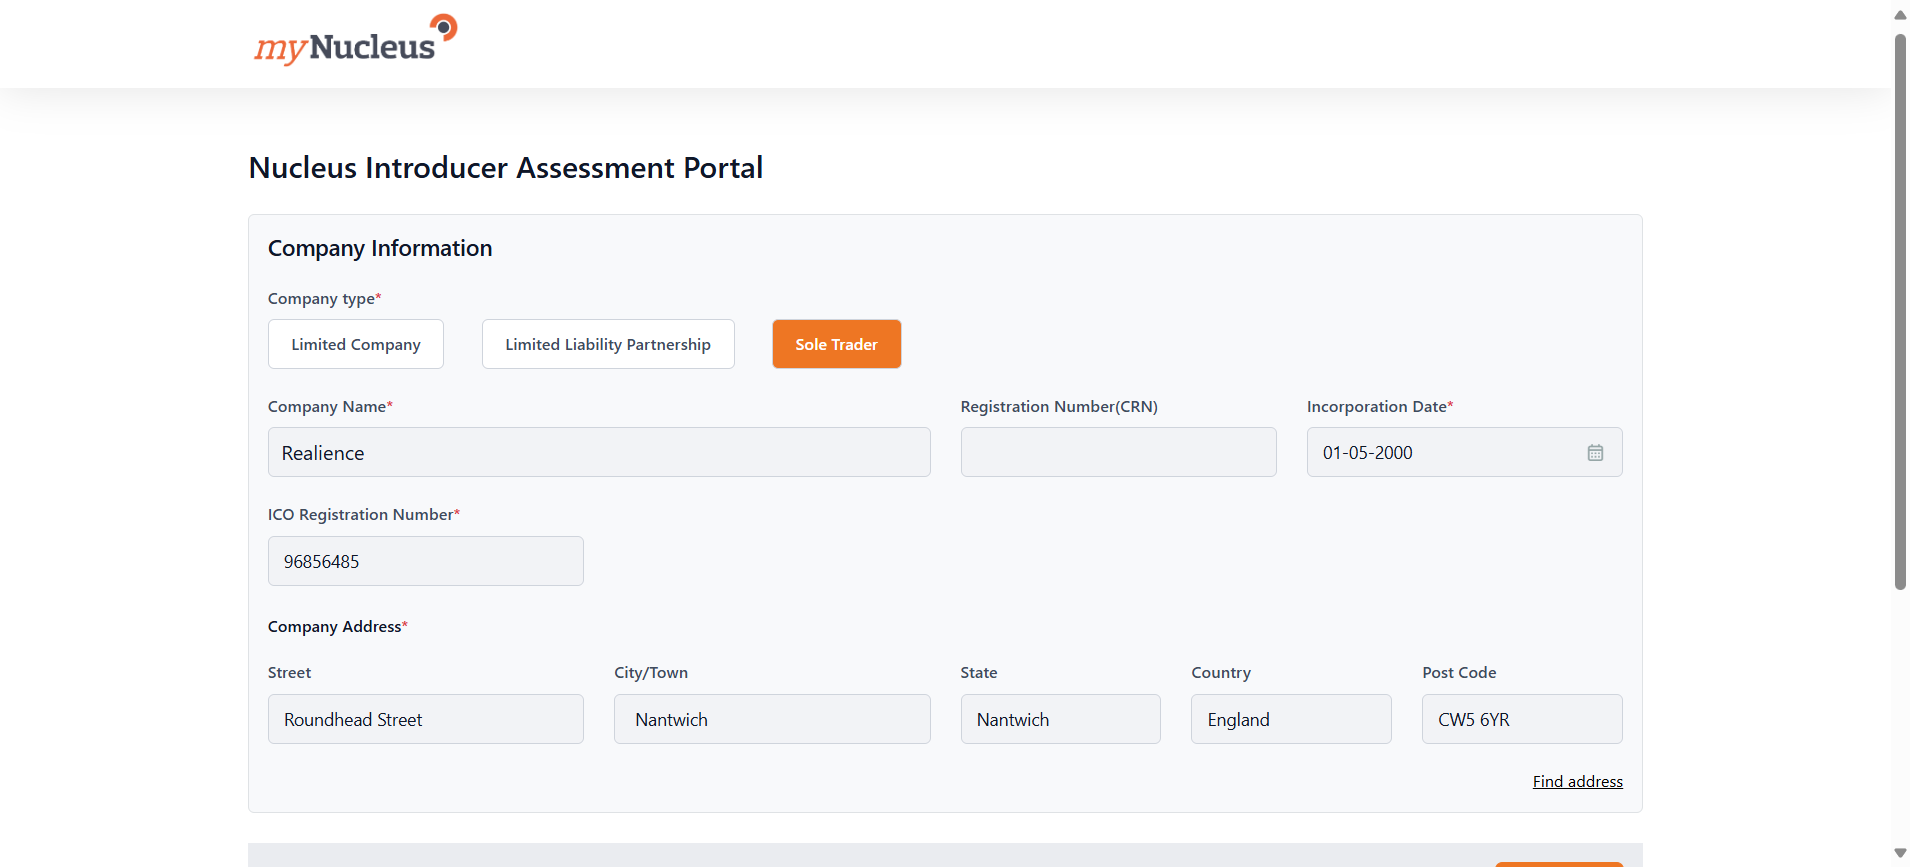 myNucleus
Nucleus Introducer Assessment Portal
Company Information
Company type*
Limited Company
Limited Liability Partnership
Sole Trader
Company Name*
Registration Number(CRN)
Incorporation Date*
Realience
01-05-2000
ICO Registration Number*
96856485
Company Address*
Street
City/Town
State
Country
Post Code
Roundhead Street
Nantwich
Nantwich
England
CW5 6YR
Find address